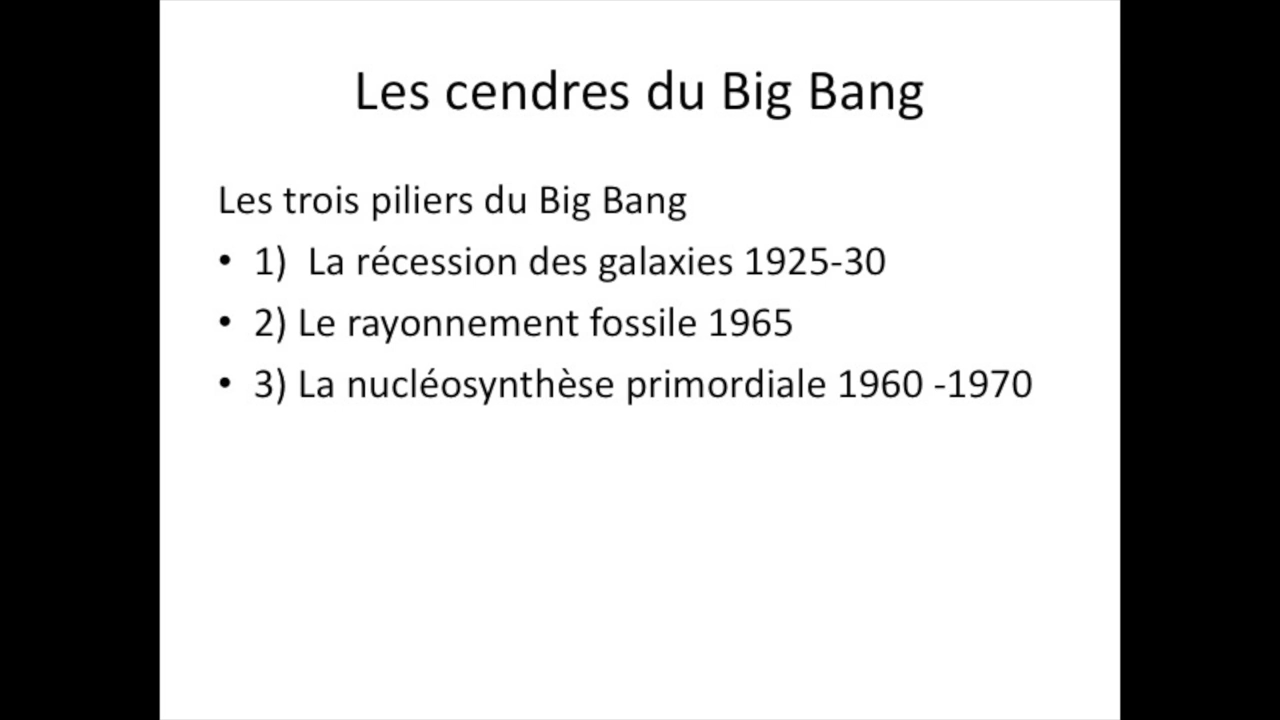 Les cendres du Big Bang
Les trois piliers du Big Bang
• 1)  La récession des galaxies 1925-30
• 2) Le rayonnement fossile 1965
• 3) La nucléosynthèse primordiale 1960 -1970